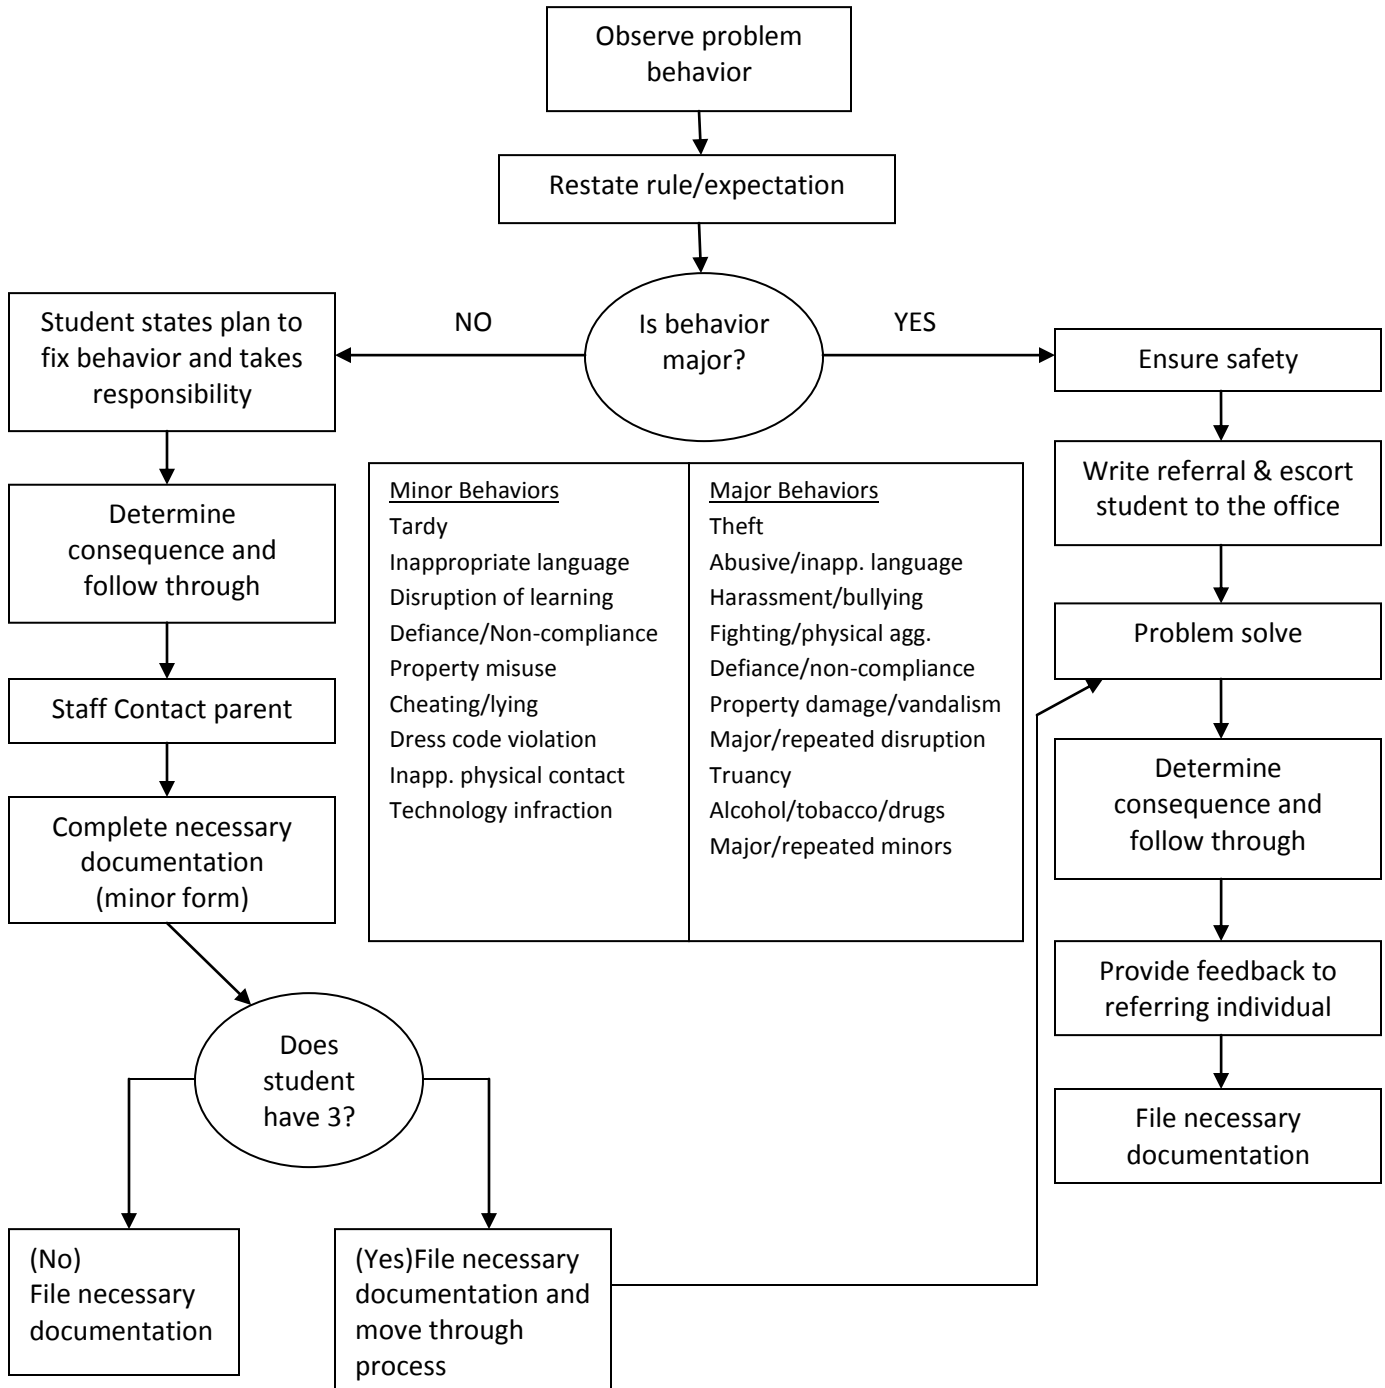 Observe problem
behavior
Restate rule/expectation
Is behavior
major?
NO
YES
Student states plan to
fix behavior and takes
responsibility
Determine
consequence and
follow through
Staff Contact parent
Complete necessary
documentation
(minor form)
Does
student
have 3?
(No)
File necessary
documentation
(Yes)File necessary
documentation and
move through
process
Minor Behaviors
Tardy
Inappropriate language
Disruption of learning
Defiance/Non-compliance
Property misuse
Cheating/lying
Dress code violation
Inapp. physical contact
Technology infraction
Major Behaviors
Theft
Abusive/inapp. language
Harassment/bullying
Fighting/physical agg.
Defiance/non-compliance
Property damage/vandalism
Major/repeated disruption
Truancy
Alcohol/tobacco/drugs
Major/repeated minors
Ensure safety
Write referral & escort
student to the office
Problem solve
Determine
consequence and
follow through
Provide feedback to
referring individual
File necessary
documentation